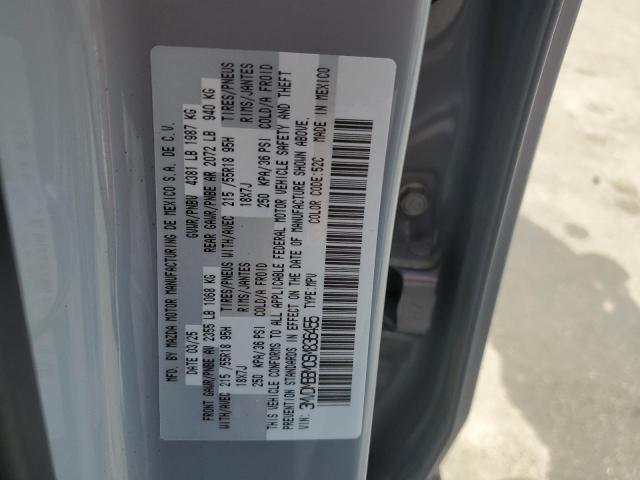 MFD. BY MAZDA MOTOR MANUFACTURING DE MEXICO S.A. DE C.V.
DATE 03/25 GVWR/PNBV 4381 LB 1987 KG
FRONT GAWR/PNBE AV 2355 LB 1068 KG REAR GAWR/PNBE AR 2072 LB 940 KG
WITH/AVEC 215 /55R18 95H TIRES/PNEUS WITH/AVEC 215 /55R18 95H TIRES/PNEUS
18X7J RIMS/JANTES 18X7J RIMS/JANTES
250 KPA/36 PSI COLD/A FROID 250 KPA/36 PSI COLD/A FROID
THIS VEHICLE CONFORMS TO ALL APPLICABLE FEDERAL MOTOR VEHICLE SAFETY AND THEFT
PREVENTION STANDARDS IN EFFECT ON THE DATE OF MANUFACTURE SHOWN ABOVE.
VIN: TYPE:MPV COLOR CODE:52C MADE IN MEXICO